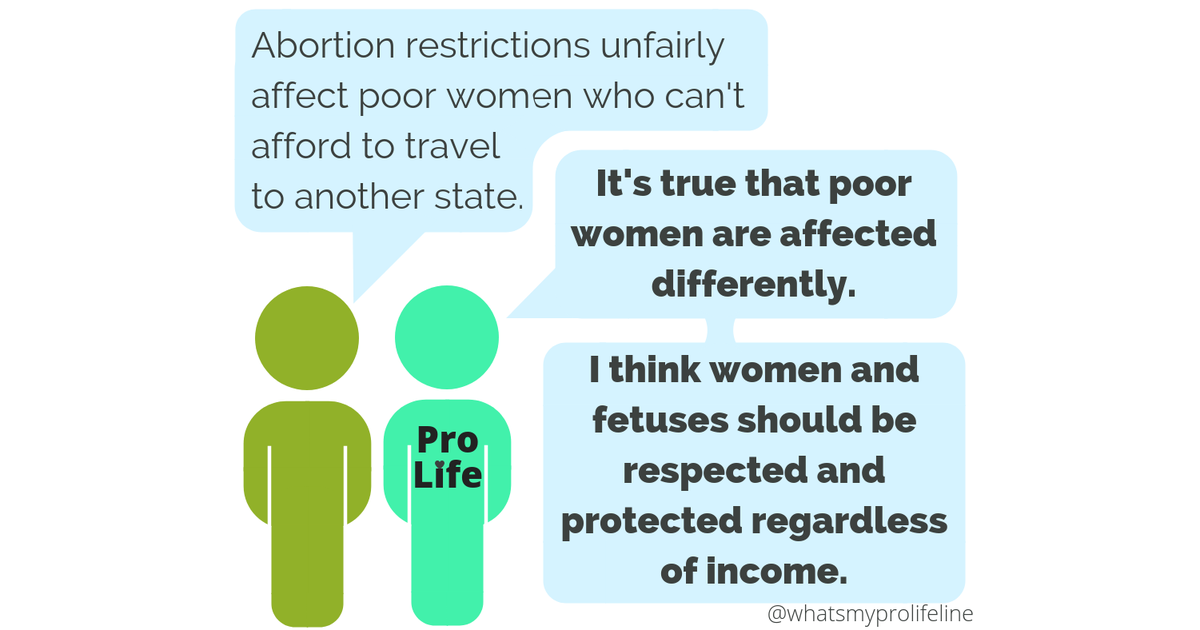 Abortion restrictions unfairly
affect poor women who can't
afford to travel
to another state.
It's true that poor
women are affected
differently.
I think women and
fetuses should be
respected and
protected regardless
of income.
Pro
Life
@whatsmyprolifeline